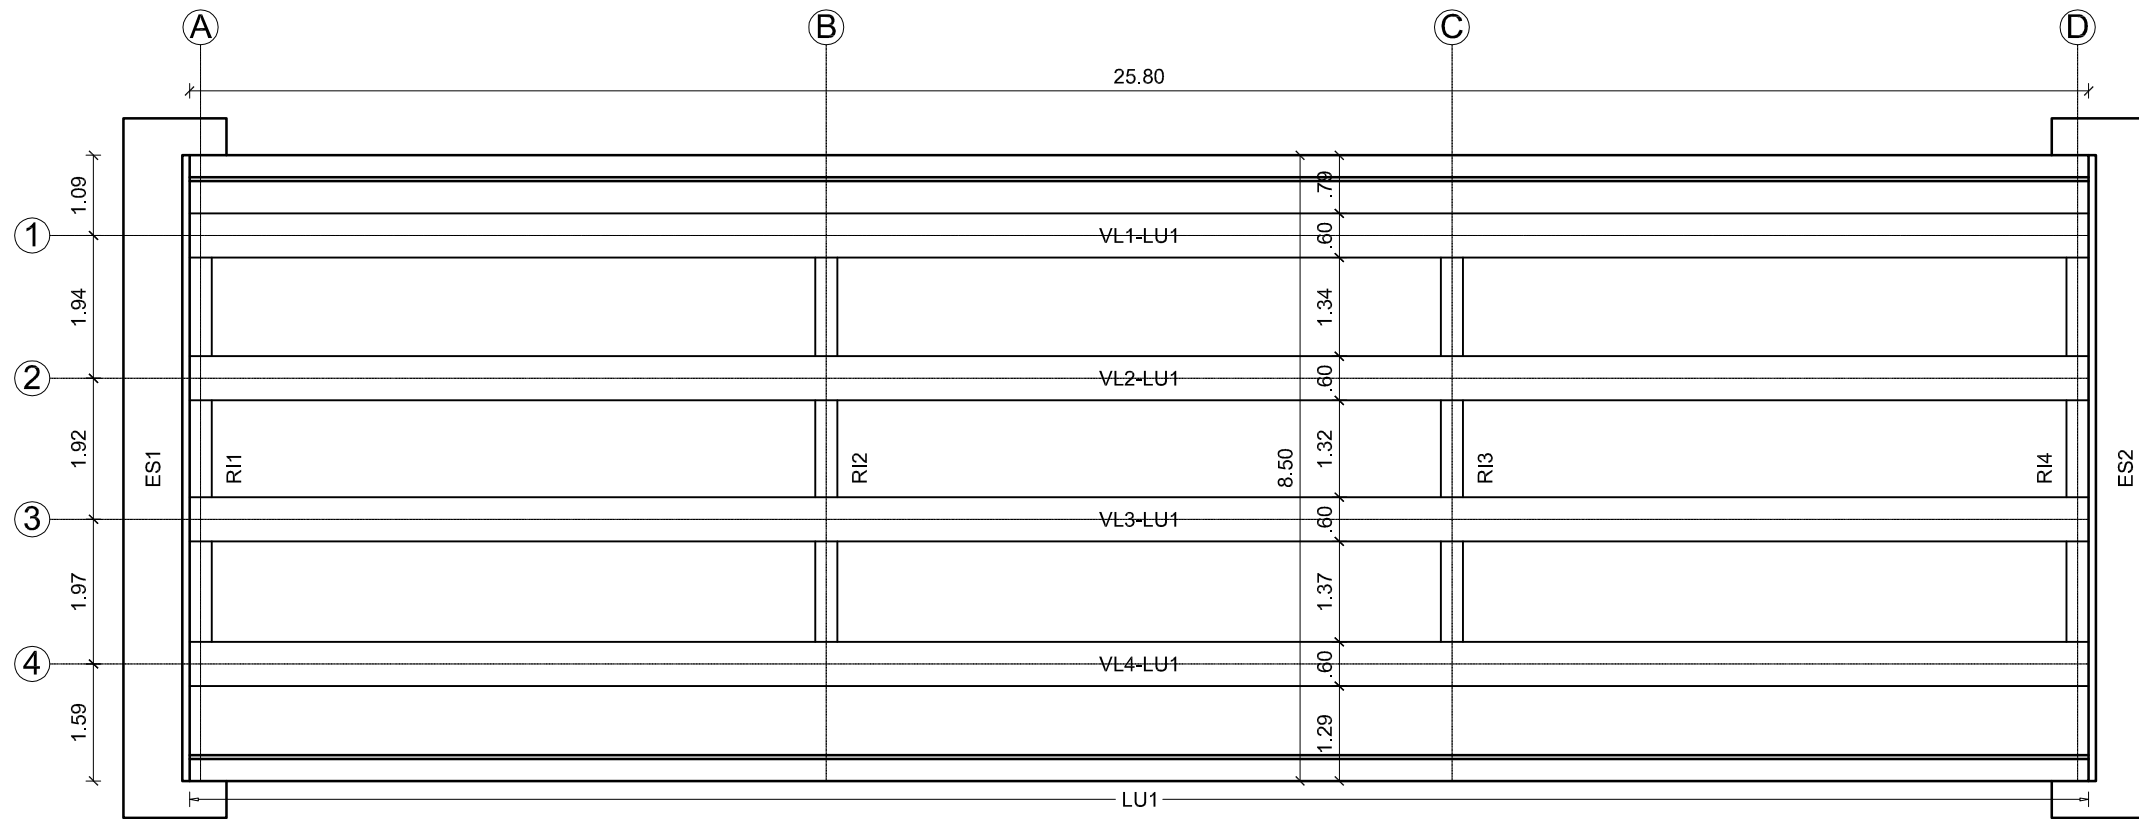 A
B
C
D
25.80
1.09
.79
1
VL1-LU1
.60
1.94
1.34
2
VL2-LU1
.60
1.92
1.32
ES1
RI1
RI2
8.50
RI3
RI4
ES2
3
VL3-LU1
.60
1.97
1.37
4
VL4-LU1
.60
1.59
1.29
LU1